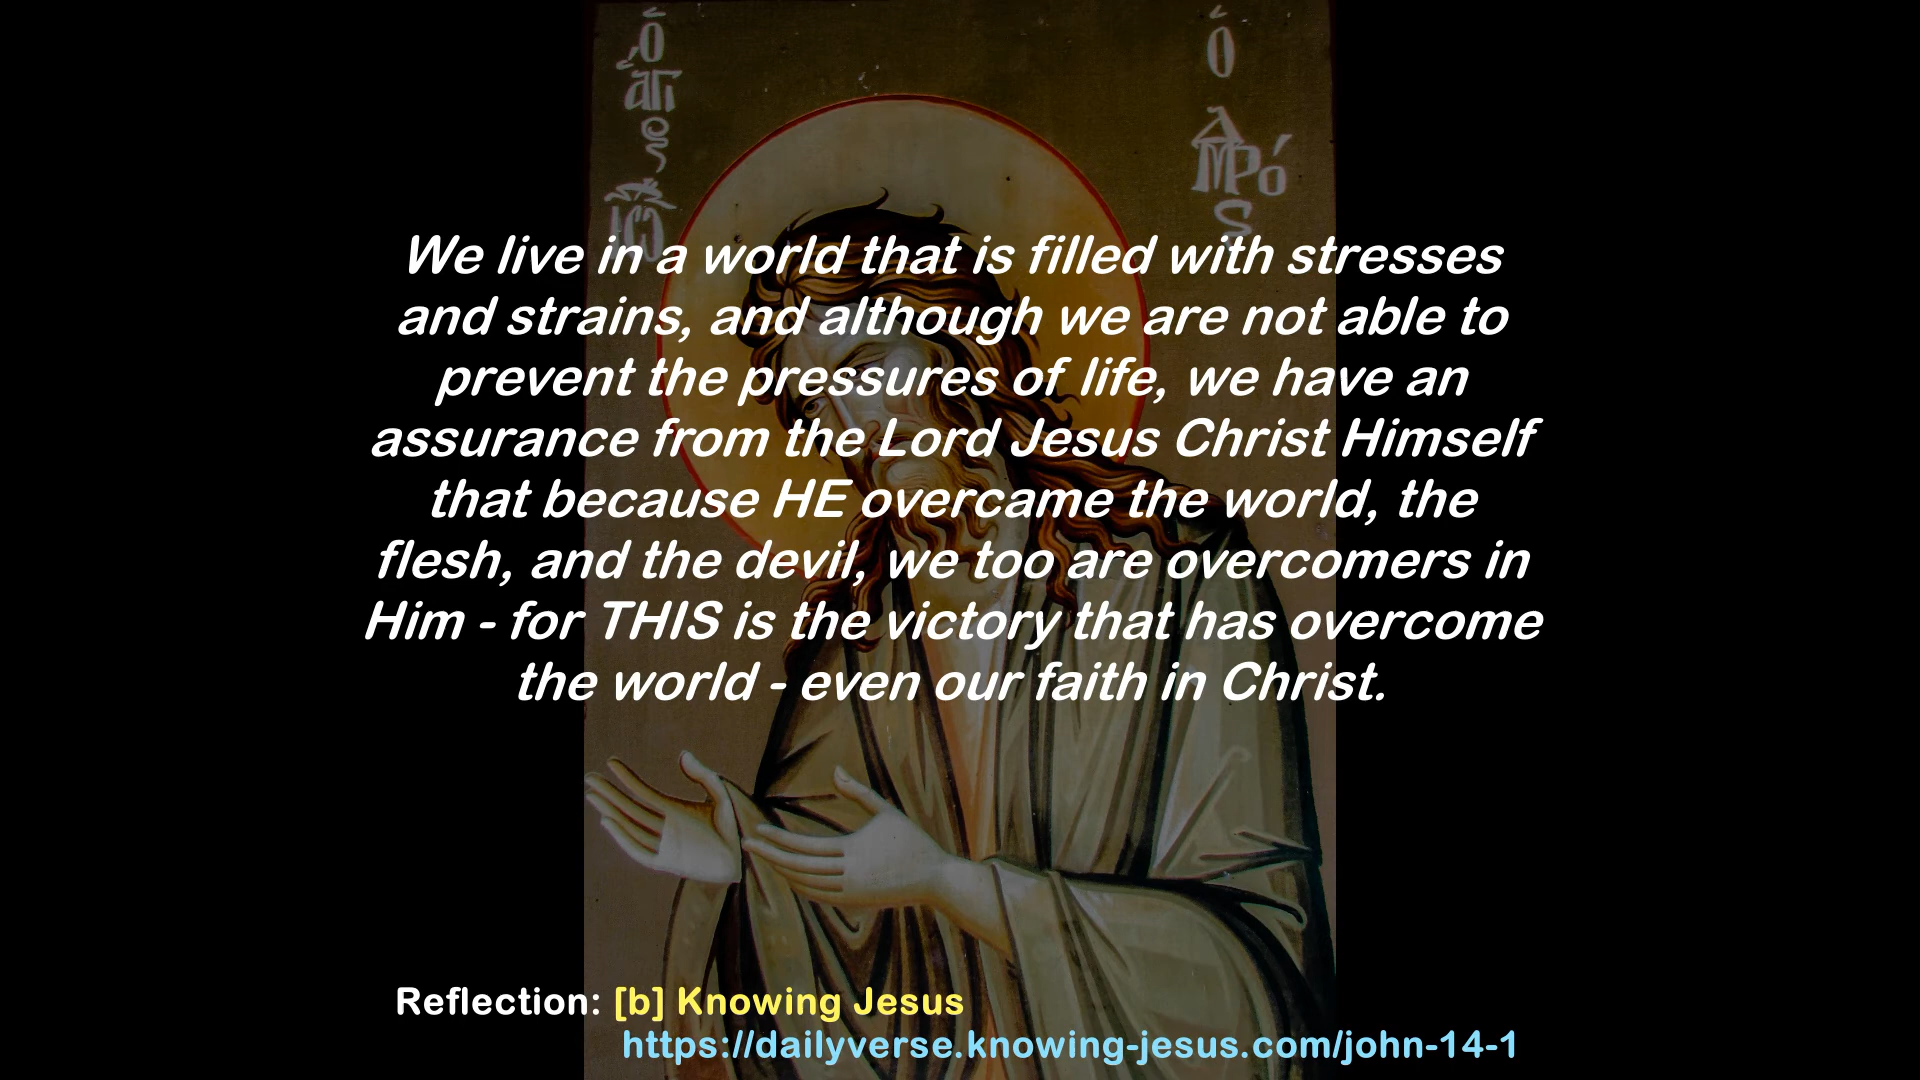 ὁ
ἅγι
ος
Ἰω
ὁ
Ἀμπρό
ς
We live in a world that is filled with stresses
and strains, and although we are not able to
prevent the pressures of life, we have an
assurance from the Lord Jesus Christ Himself
that because HE overcame the world, the
flesh, and the devil, we too are overcomers in
Him - for THIS is the victory that has overcome
the world - even our faith in Christ.
Reflection: [b] Knowing Jesus
https://dailyverse.knowing-jesus.com/john-14-1